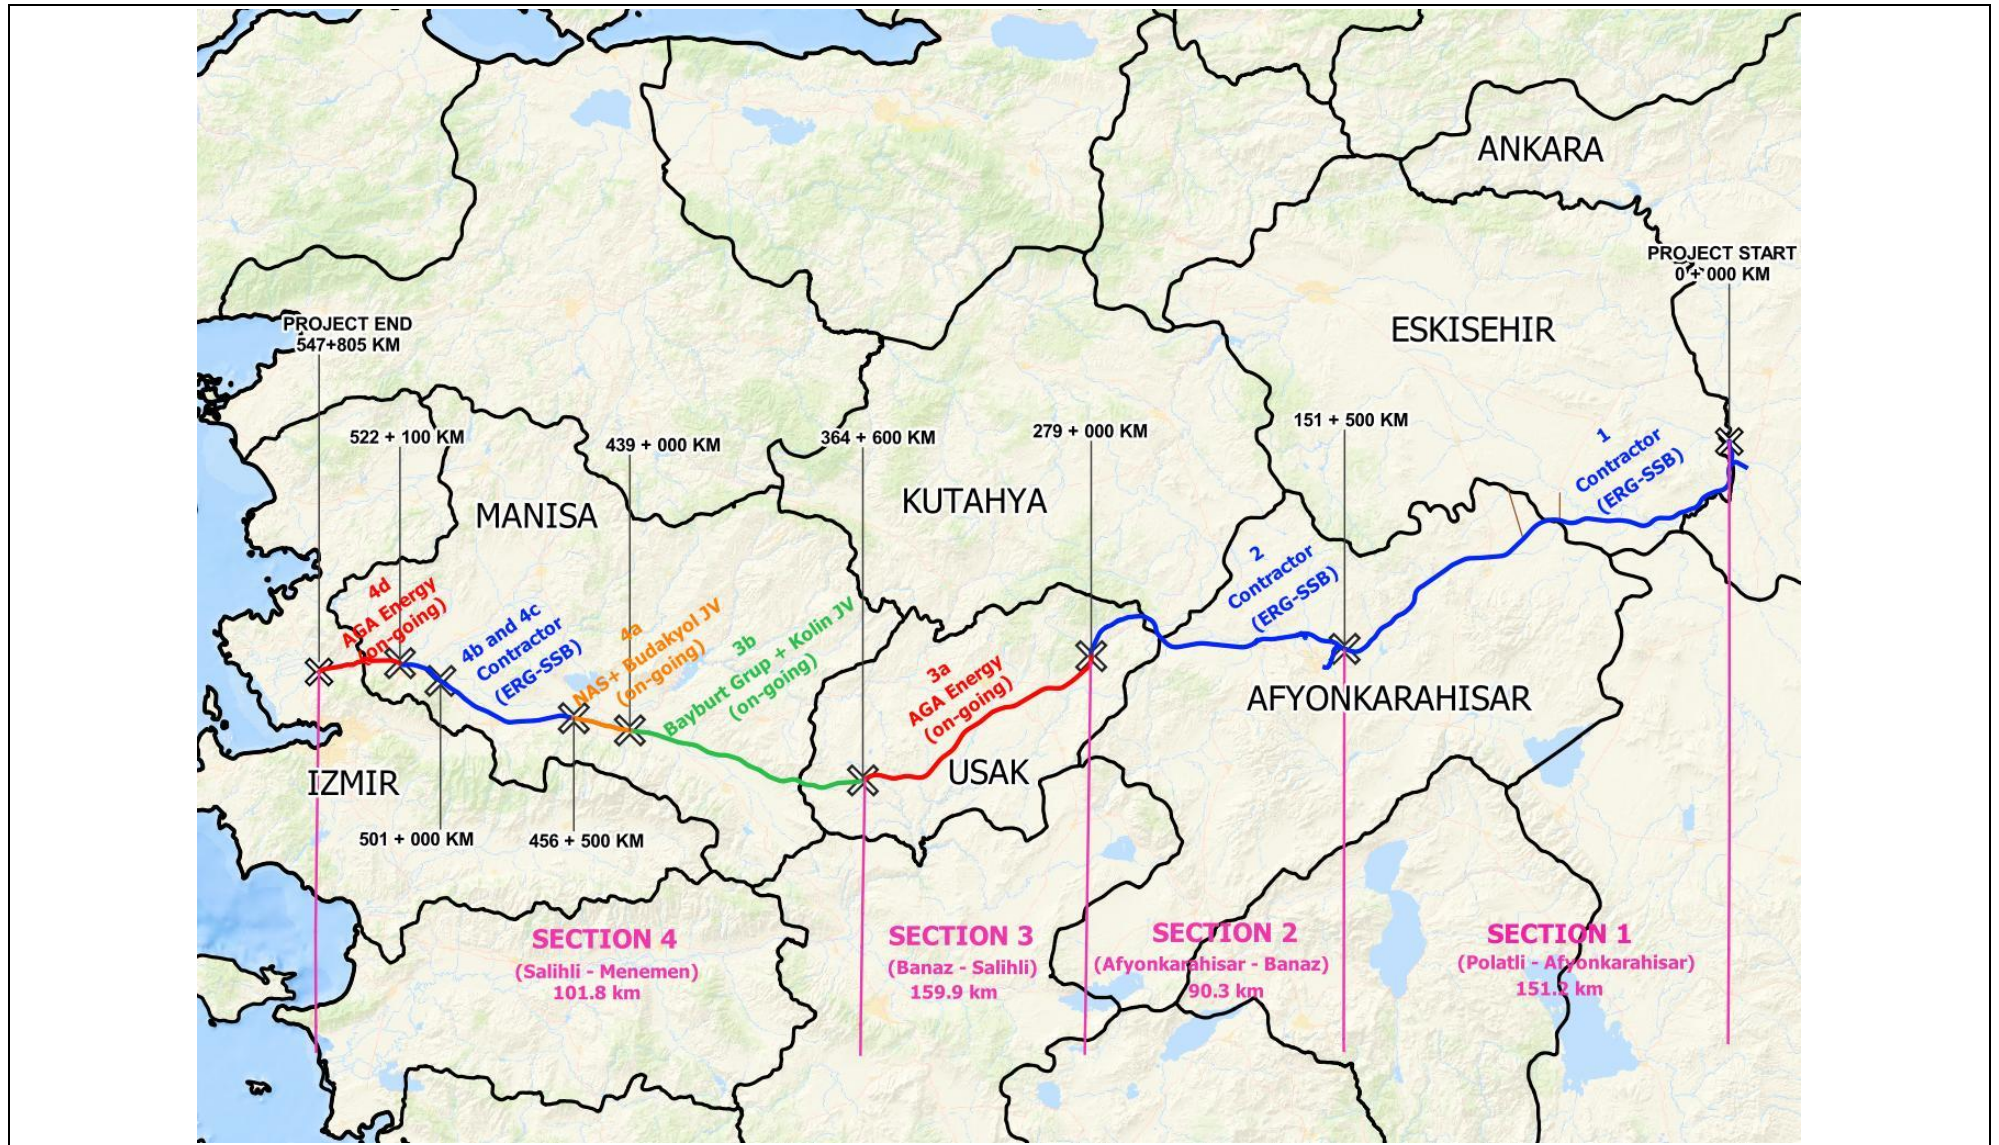 ANKARA
PROJECT START
0 + 000 KM
ESKISEHIR
PROJECT END
547+805 KM
522 + 100 KM
439 + 000 KM
364 + 600 KM
279 + 000 KM
151 + 500 KM
1
Contractor
(ERG-SSB)
MANISA
KUTAHYA
2
Contractor
(ERG-SSB)
4d
AGA Energy
(on-going)
4b and 4c
Contractor
(ERG-SSB)
4a
NAS+ Budakyol JV
(on-going)
3b
Bayburt Grup + Kolin JV
(on-going)
3a
AGA Energy
(on-going)
AFYONKARAHISAR
IZMIR
USAK
501 + 000 KM
456 + 500 KM
SECTION 4
(Salihli - Menemen)
101.8 km
SECTION 3
(Banaz - Salihli)
159.9 km
SECTION 2
(Afyonkarahisar - Banaz)
90.3 km
SECTION 1
(Polatli - Afyonkarahisar)
151.2 km